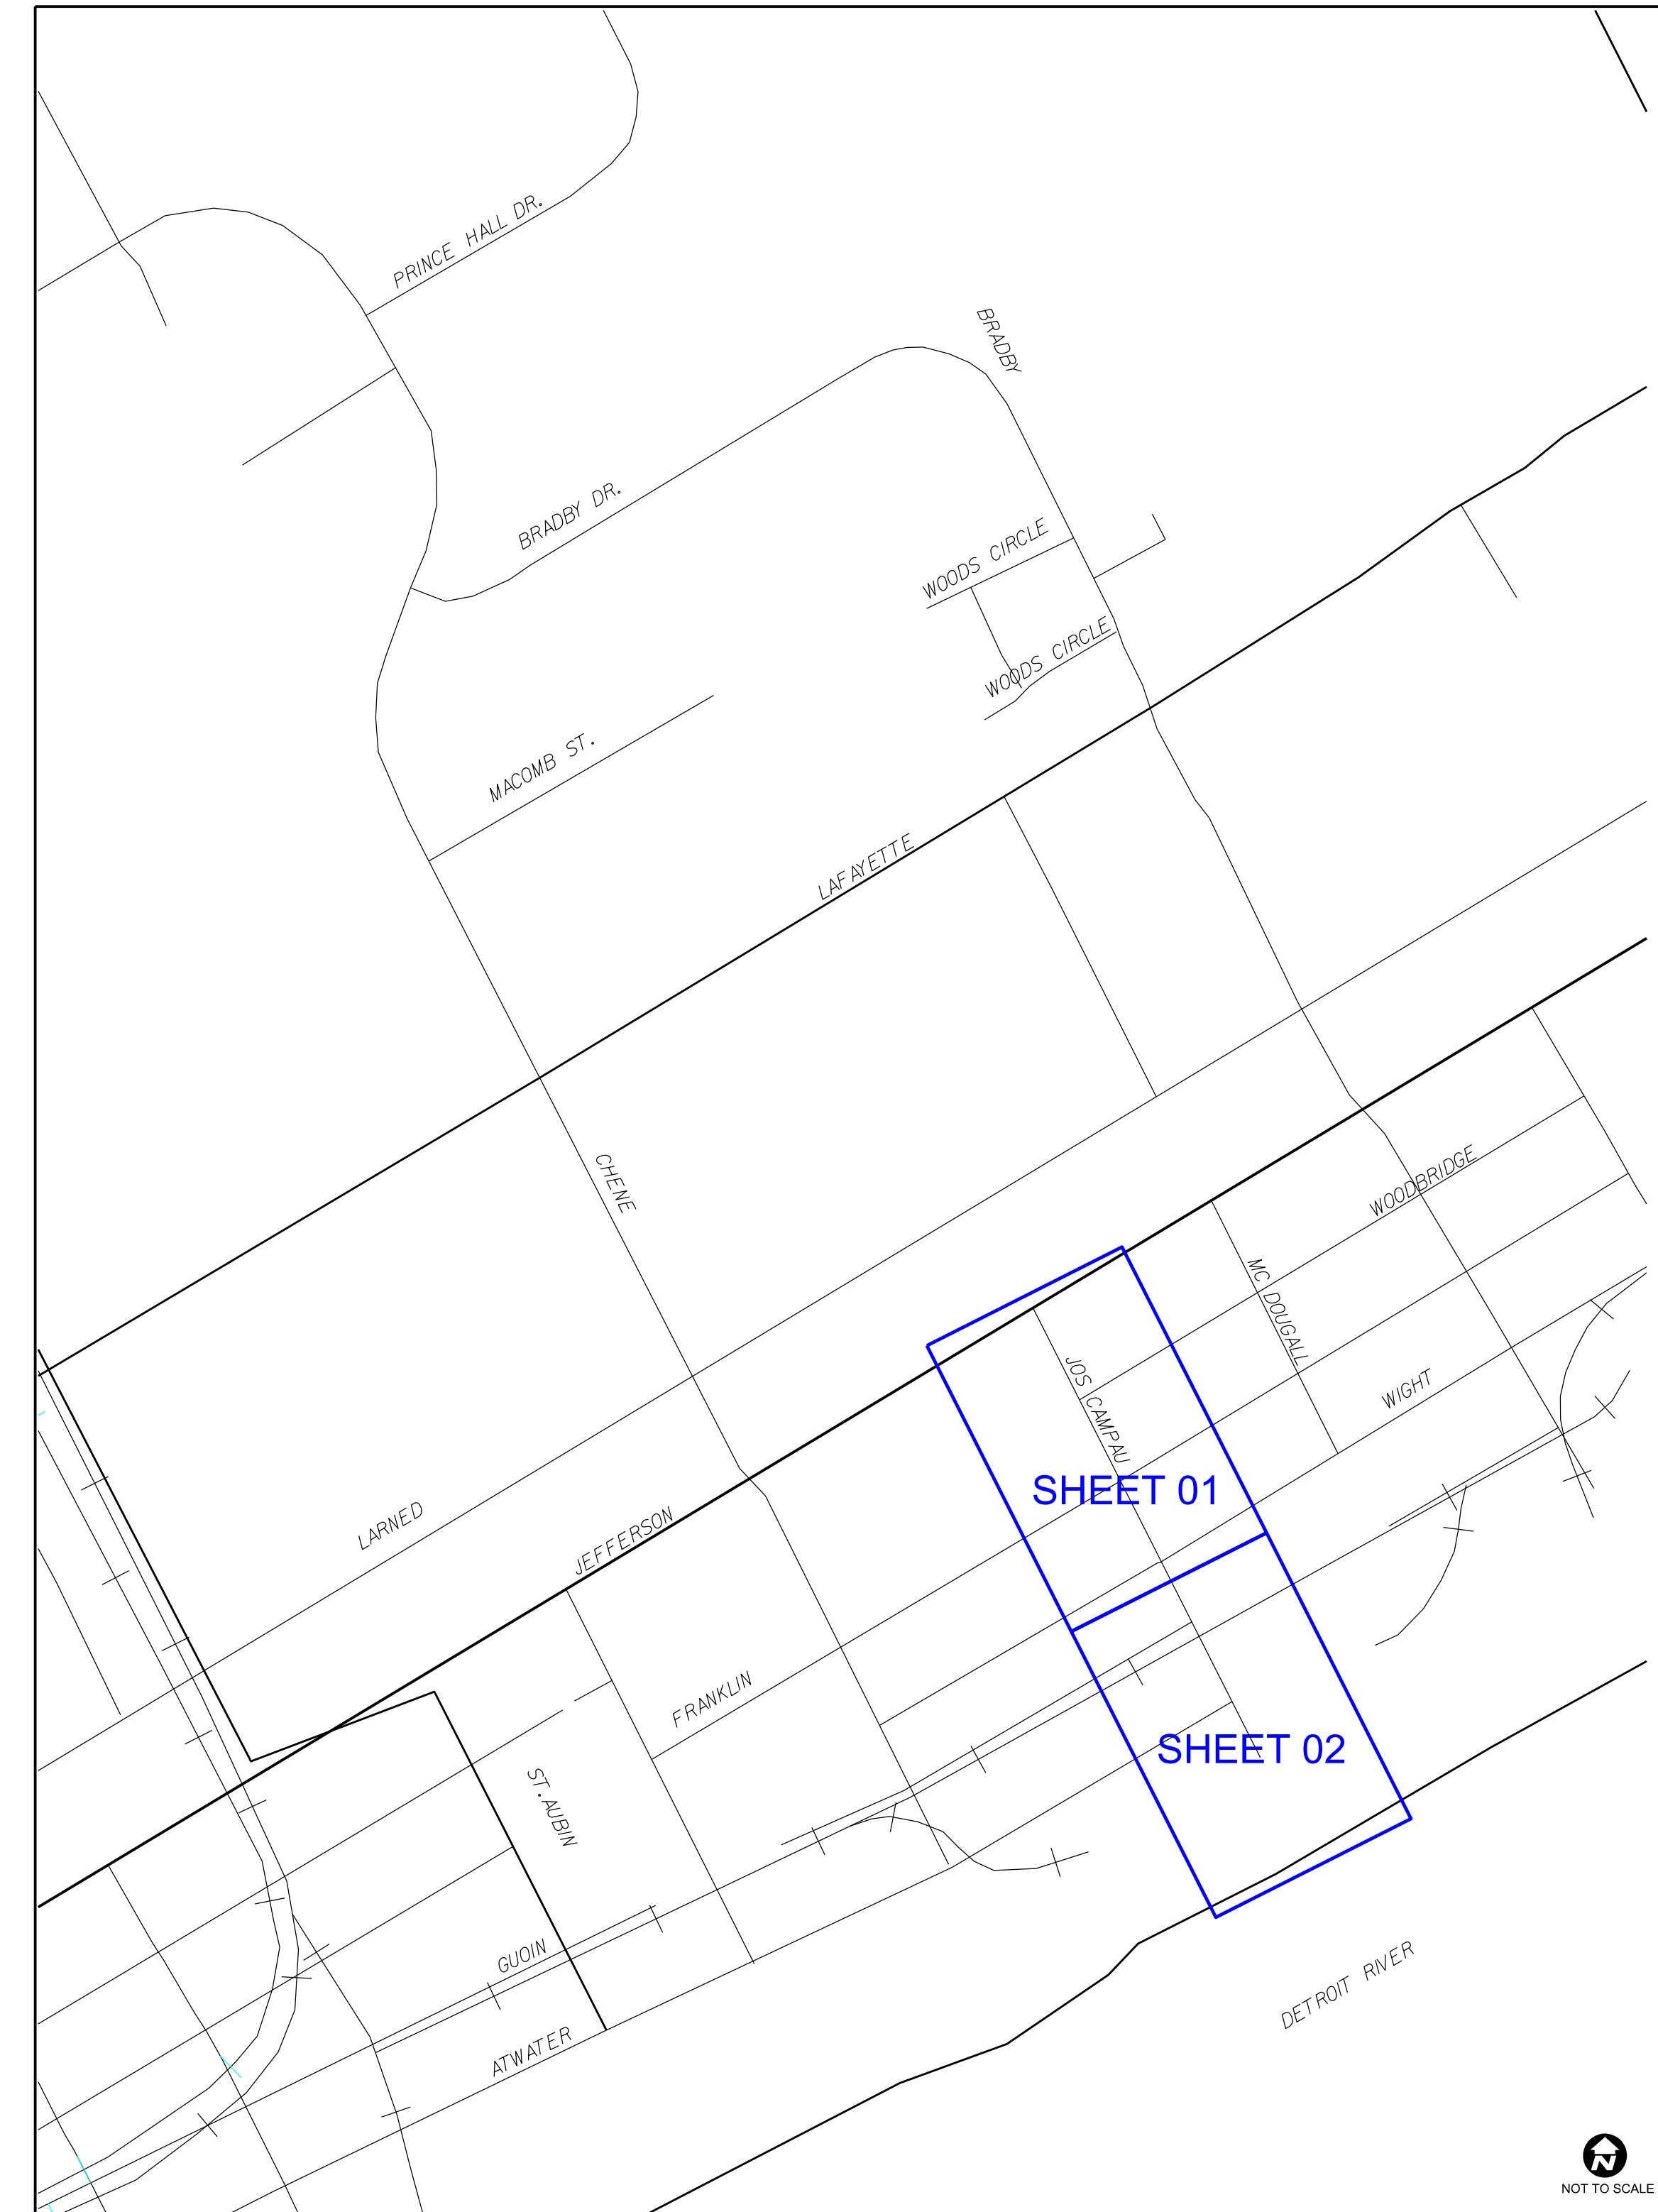 PRINCE HALL DR.
BRADBY
BRADBY DR.
WOODS CIRCLE
WOODS CIRCLE
MACOMB ST.
LAFAYETTE
CHENE
WOODBRIDGE
MC DOUGALL
JOS CAMPAU
WIGHT
SHEET 01
LARNED
JEFFERSON
FRANKLIN
SHEET 02
ST.AUBIN
GUOIN
ATWATER
DETROIT RIVER
N
NOT TO SCALE